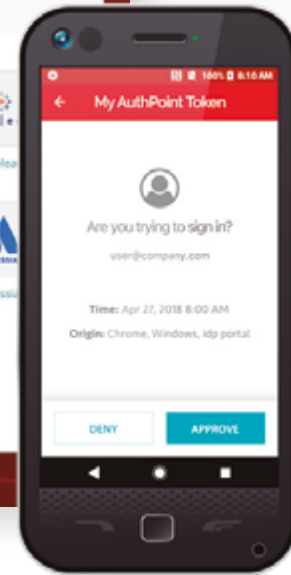 100% 8:10 AM
My AuthPoint Token
Are you trying to sign in?
user@company.com
Time: Apr 27, 2018 8:00 AM
Origin: Chrome, Windows, idp portal
DENY
APPROVE